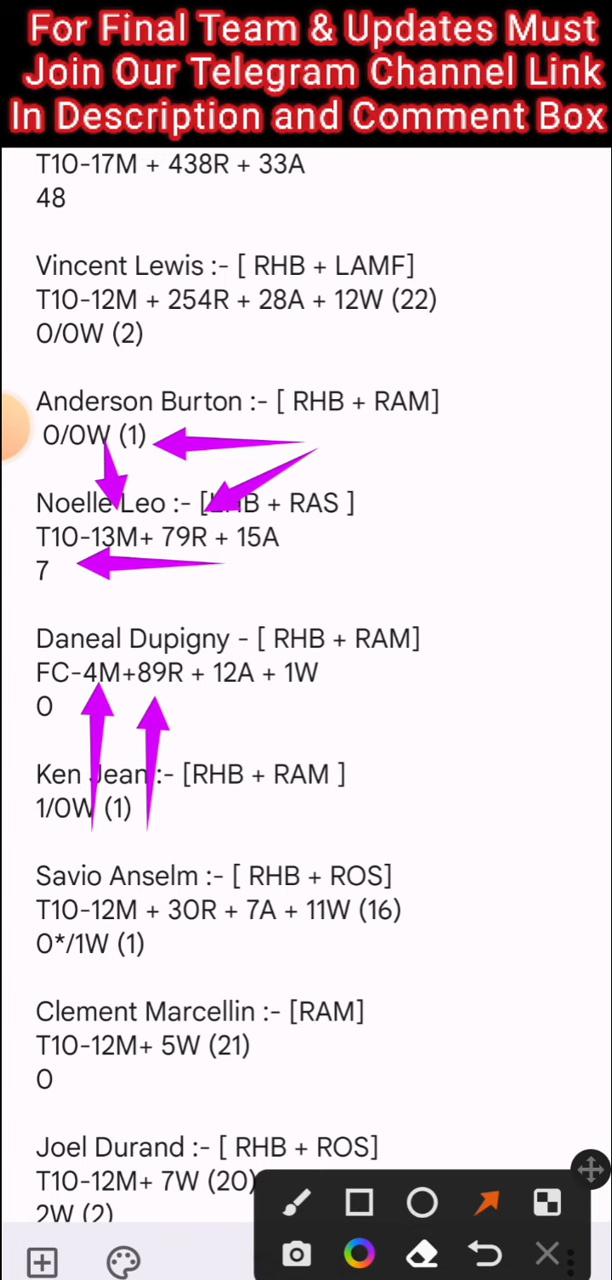 For Final Team & Updates Must
Join Our Telegram Channel Link
In Description and Comment Box
T10-17M + 438R + 33A
48
Vincent Lewis :- [ RHB + LAMF]
T10-12M + 254R + 28A + 12W (22)
0/0W (2)
Anderson Burton :- [ RHB + RAM]
0/0W (1)
Noelle Leo :- [LHB + RAS ]
T10-13M+ 79R + 15A
7
Daneal Dupigny - [ RHB + RAM]
FC-4M+89R + 12A + 1W
0
Ken Jean :- [RHB + RAM ]
1/0W (1)
Savio Anselm :- [ RHB + ROS]
T10-12M + 30R + 7A + 11W (16)
0*/1W (1)
Clement Marcellin :- [RAM]
T10-12M+ 5W (21)
0
Joel Durand :- [ RHB + ROS]
T10-12M+ 7W (20)
2W (2)